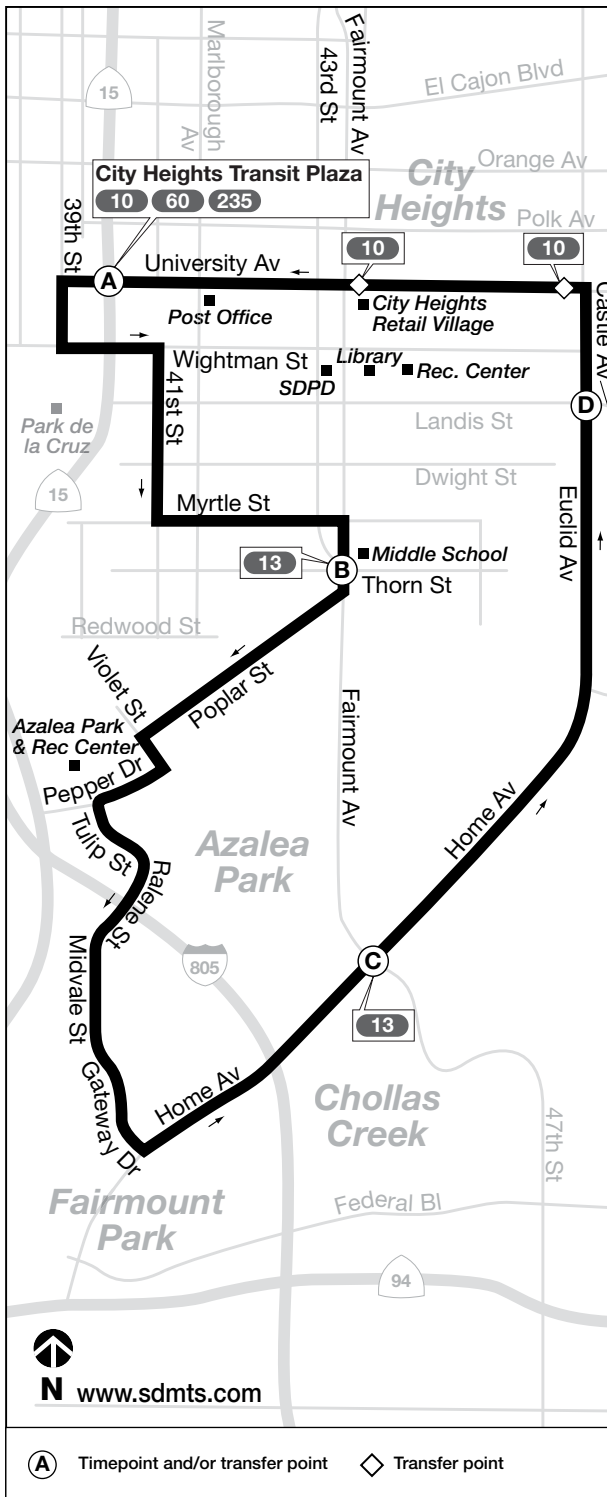 Marlborough
Av
43rd St
Fairmount Av
El Cajon Blvd
15
Orange Av
City
Heights
City Heights Transit Plaza
10 60 235
Polk Av
39th St
10
10
University Av
A
Post Office
City Heights
Retail Village
Castle Av
Wightman St
Library
SDPD
Rec. Center
41st St
D
Landis St
Park de
la Cruz
Dwight St
15
Euclid Av
Myrtle St
Middle School
13
B
Thorn St
Redwood St
Violet St
Poplar St
Fairmount Av
Azalea Park
& Rec Center
Pepper Dr
Tulip St
Home Av
Azalea
Park
Ralene St
Midvale St
805
C
13
Gateway Dr
Home Av
Chollas
Creek
47th St
Fairmount
Park
Federal Bl
94
N www.sdmts.com
A Timepoint and/or transfer point Transfer point